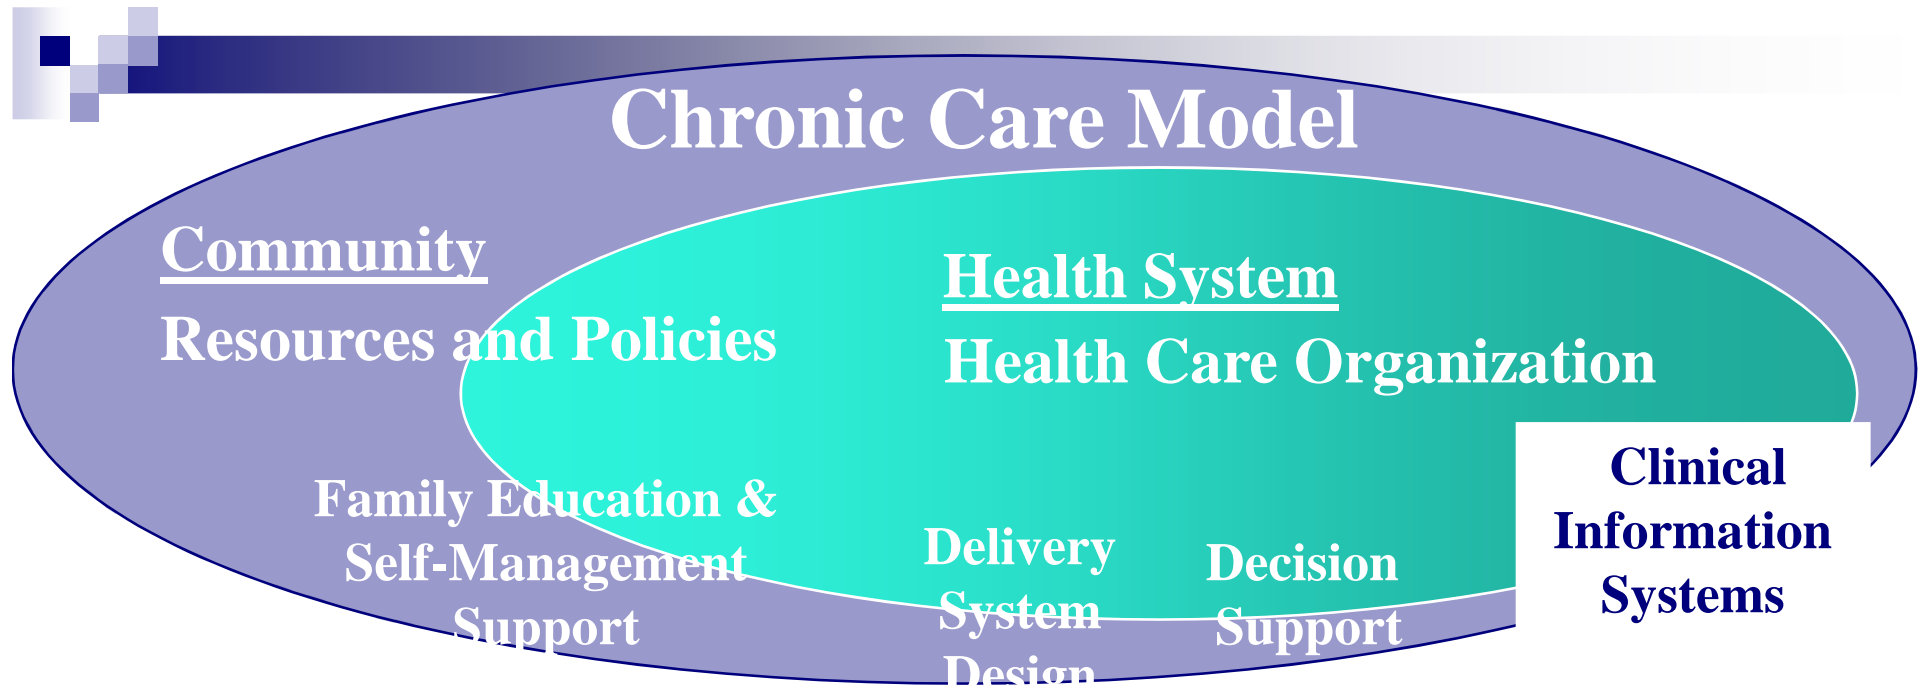 Chronic Care Model
Community
Resources and Policies
Health System
Health Care Organization
Family Education &
Self-Management
Support
Delivery
System
Design
Decision
Support
Clinical
Information
Systems